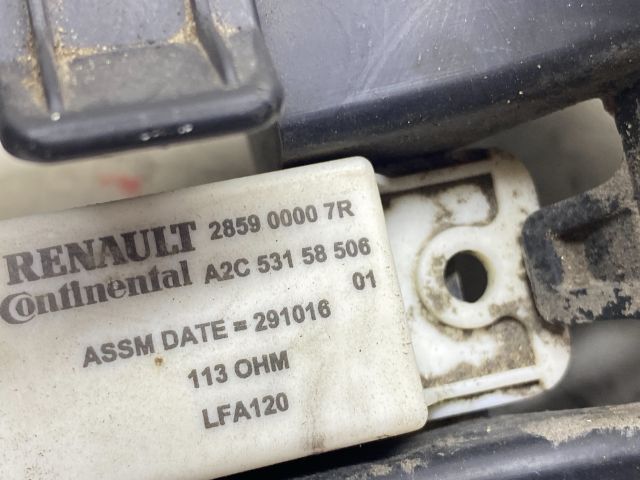 RENAULT 2859 0000 7R
Continental A2C 531 58 506
01
ASSM DATE = 291016
113 OHM
LFA120